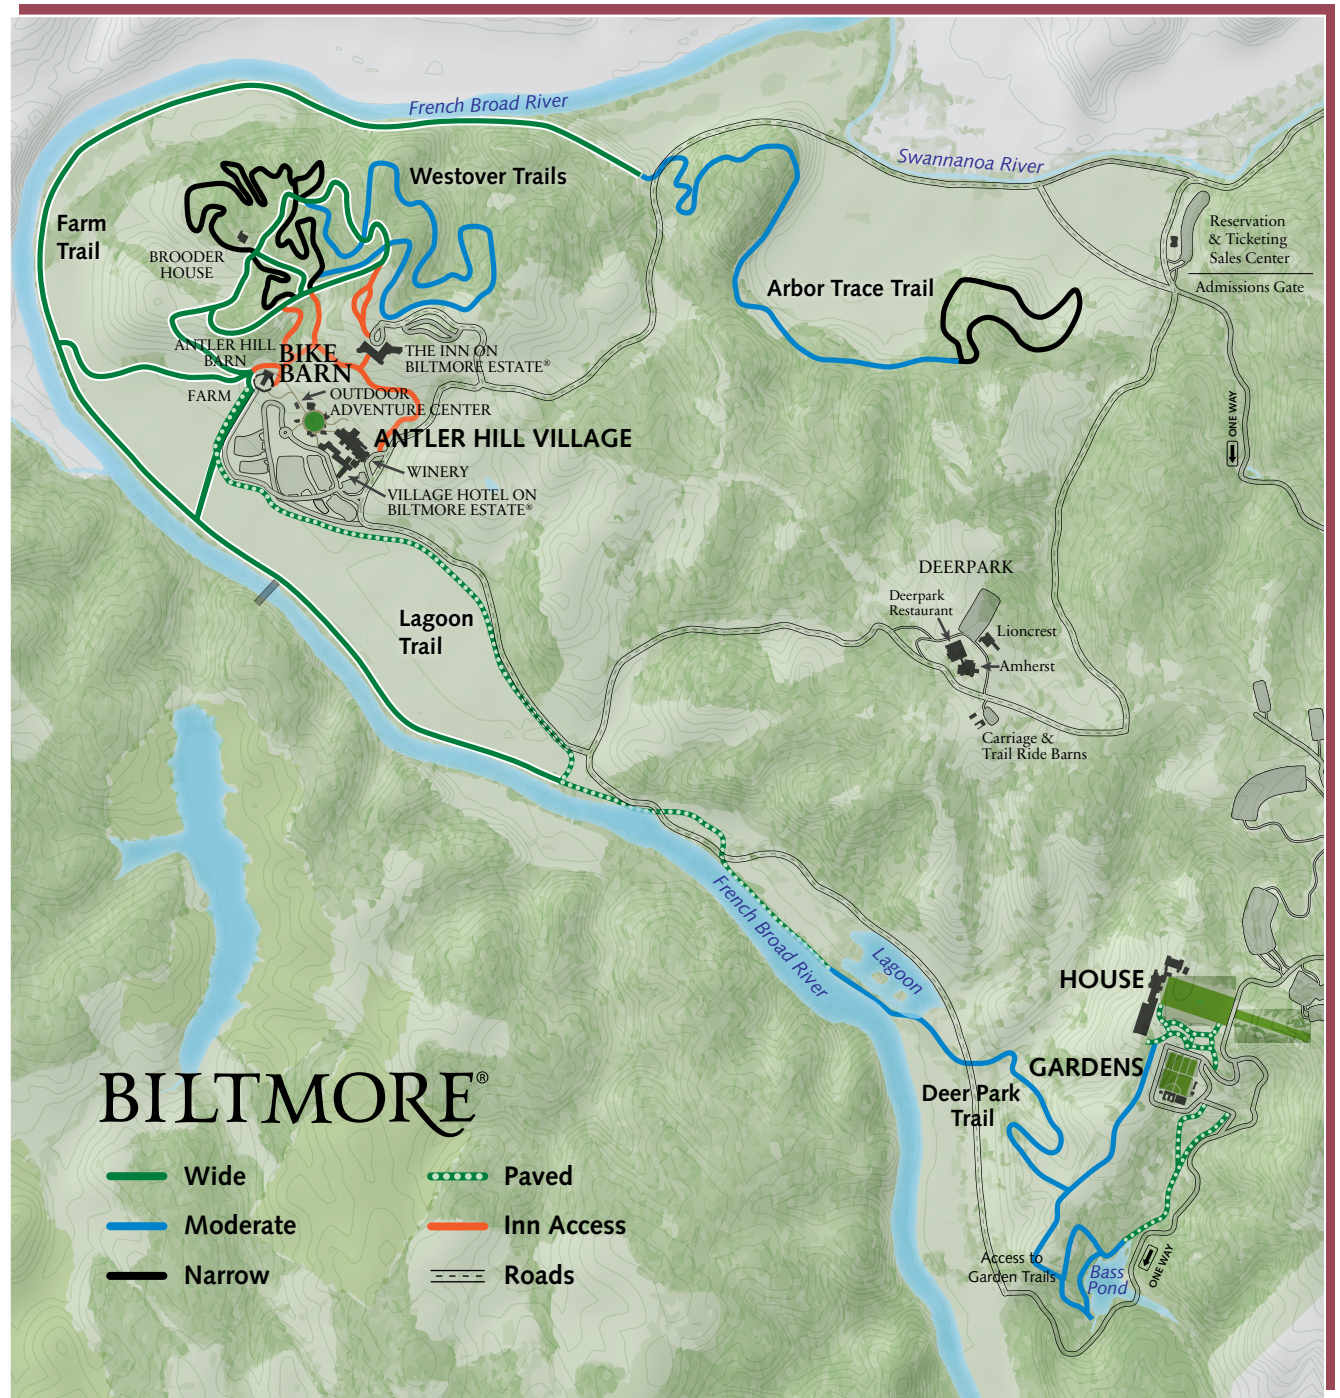 French Broad River
Swannanoa River
Westover Trails
Farm
Trail
BROODER
HOUSE
Reservation
& Ticketing
Sales Center
Admissions Gate
Arbor Trace Trail
ANTLER HILL
BARN
BIKE
BARN
THE INN ON
BILTMORE ESTATE®
FARM
OUTDOOR
ADVENTURE CENTER
ONE WAY
ANTLER HILL VILLAGE
WINERY
VILLAGE HOTEL ON
BILTMORE ESTATE®
DEERPARK
Deerpark
Restaurant
Lioncrest
Amherst
Lagoon
Trail
Carriage &
Trail Ride Barns
French Broad River
Lagoon
HOUSE
GARDENS
Deer Park
Trail
BILTMORE®
Wide
Paved
Moderate
Inn Access
Narrow
Roads
Access to
Garden Trails
Bass
Pond
ONE WAY